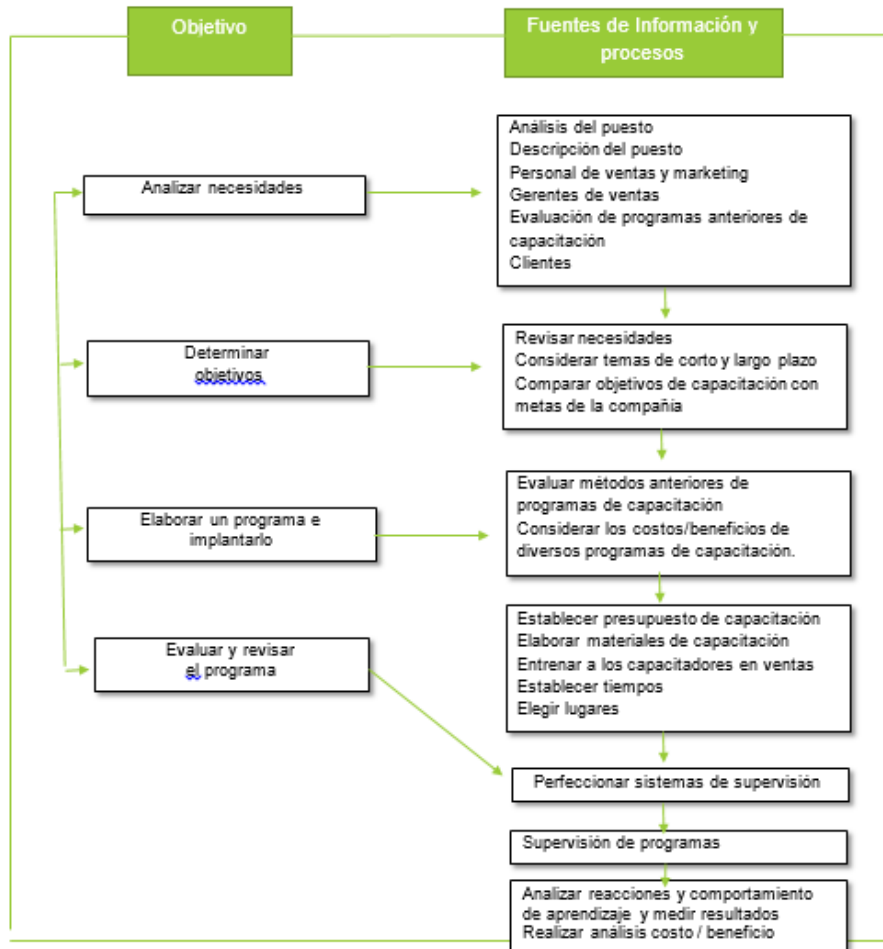 Objetivo
Fuentes de Información y
procesos
Analizar necesidades
Análisis del puesto
Descripción del puesto
Personal de ventas y marketing
Gerentes de ventas
Evaluación de programas anteriores de
capacitación
Clientes
Determinar
objetivos
Revisar necesidades
Considerar temas de corto y largo plazo
Comparar objetivos de capacitación con
metas de la compañía
Elaborar un programa e
implantarlo
Evaluar métodos anteriores de
programas de capacitación
Considerar los costos/beneficios de
diversos programas de capacitación.
Evaluar y revisar
el programa
Establecer presupuesto de capacitación
Elaborar materiales de capacitación
Entrenar a los capacitadores en ventas
Establecer tiempos
Elegir lugares
Perfeccionar sistemas de supervisión
Supervisión de programas
Analizar reacciones y comportamiento
de aprendizaje y medir resultados
Realizar análisis costo / beneficio